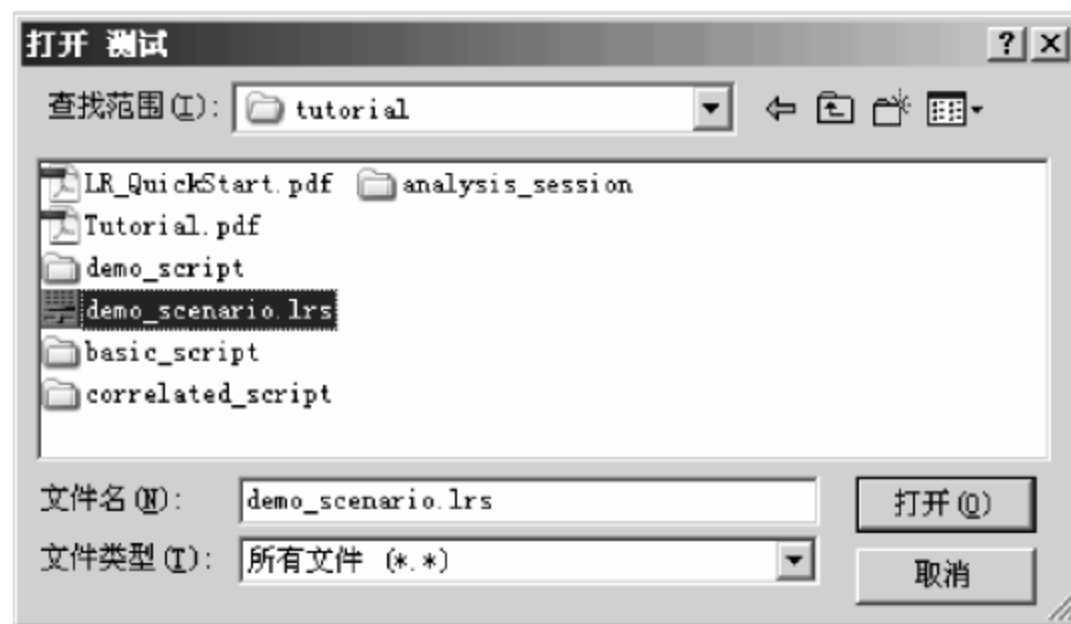 打开 测试
查找范围(I): tutorial
LR_QuickStart.pdf analysis_session
Tutorial.pdf
demo_script
demo_scenario.lrs
basic_script
correlated_script
文件名(N): demo_scenario.lrs 打开(O)
文件类型(T): 所有文件 (*.*) 取消